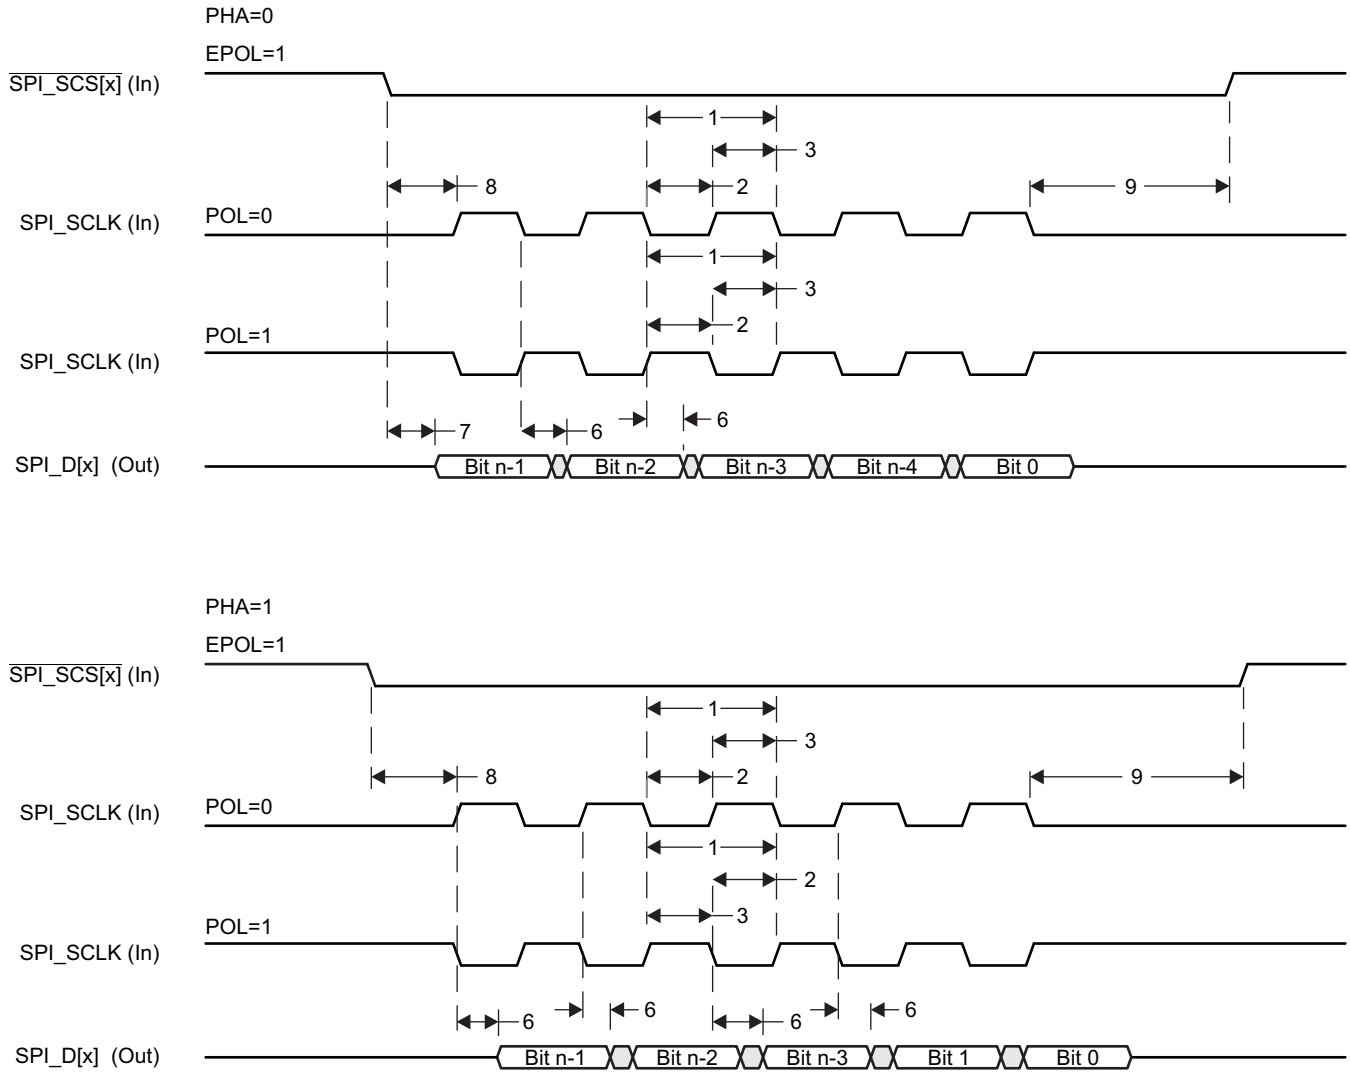 PHA=0
EPOL=1
SPI_SCS[x] (In)
1
3
8
2
9
SPI_SCLK (In)
POL=0
1
3
2
POL=1
SPI_SCLK (In)
7
6
6
SPI_D[x] (Out)
Bit n-1
Bit n-2
Bit n-3
Bit n-4
Bit 0
PHA=1
EPOL=1
SPI_SCS[x] (In)
1
3
8
2
9
SPI_SCLK (In)
POL=0
1
2
3
POL=1
SPI_SCLK (In)
6
6
6
6
SPI_D[x] (Out)
Bit n-1
Bit n-2
Bit n-3
Bit 1
Bit 0